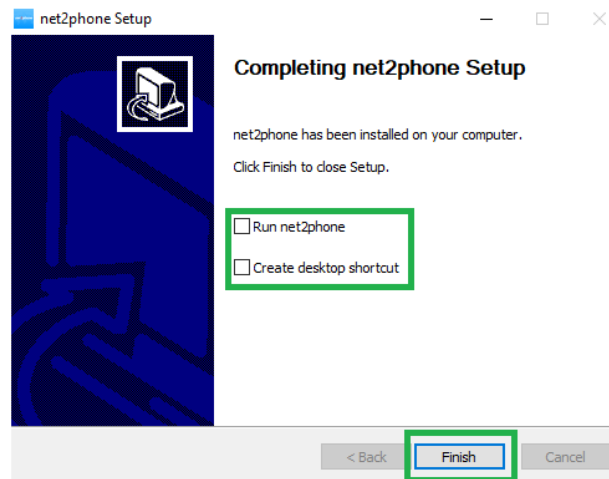 net2phone Setup
Completing net2phone Setup
net2phone has been installed on your computer.
Click Finish to close Setup.
Run net2phone
Create desktop shortcut
< Back Finish Cancel